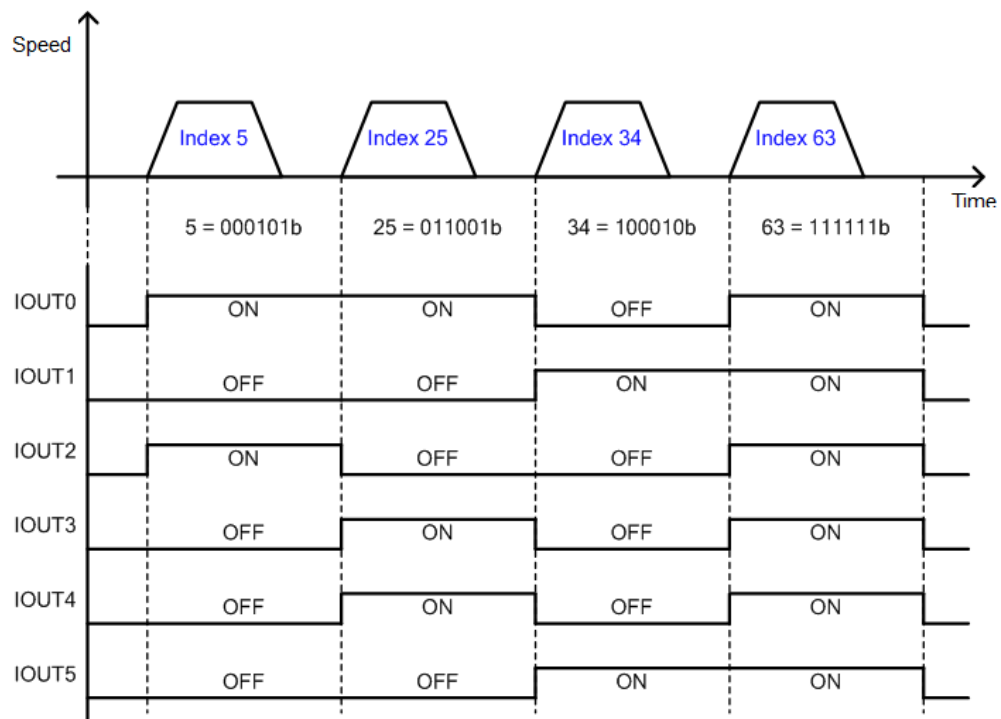 Speed
Index 5 Index 25 Index 34 Index 63
Time
5 = 000101b 25 = 011001b 34 = 100010b 63 = 111111b
IOUT0 ON ON OFF ON
IOUT1 OFF OFF ON ON
IOUT2 ON OFF OFF ON
IOUT3 OFF ON OFF ON
IOUT4 OFF ON OFF ON
IOUT5 OFF OFF ON ON